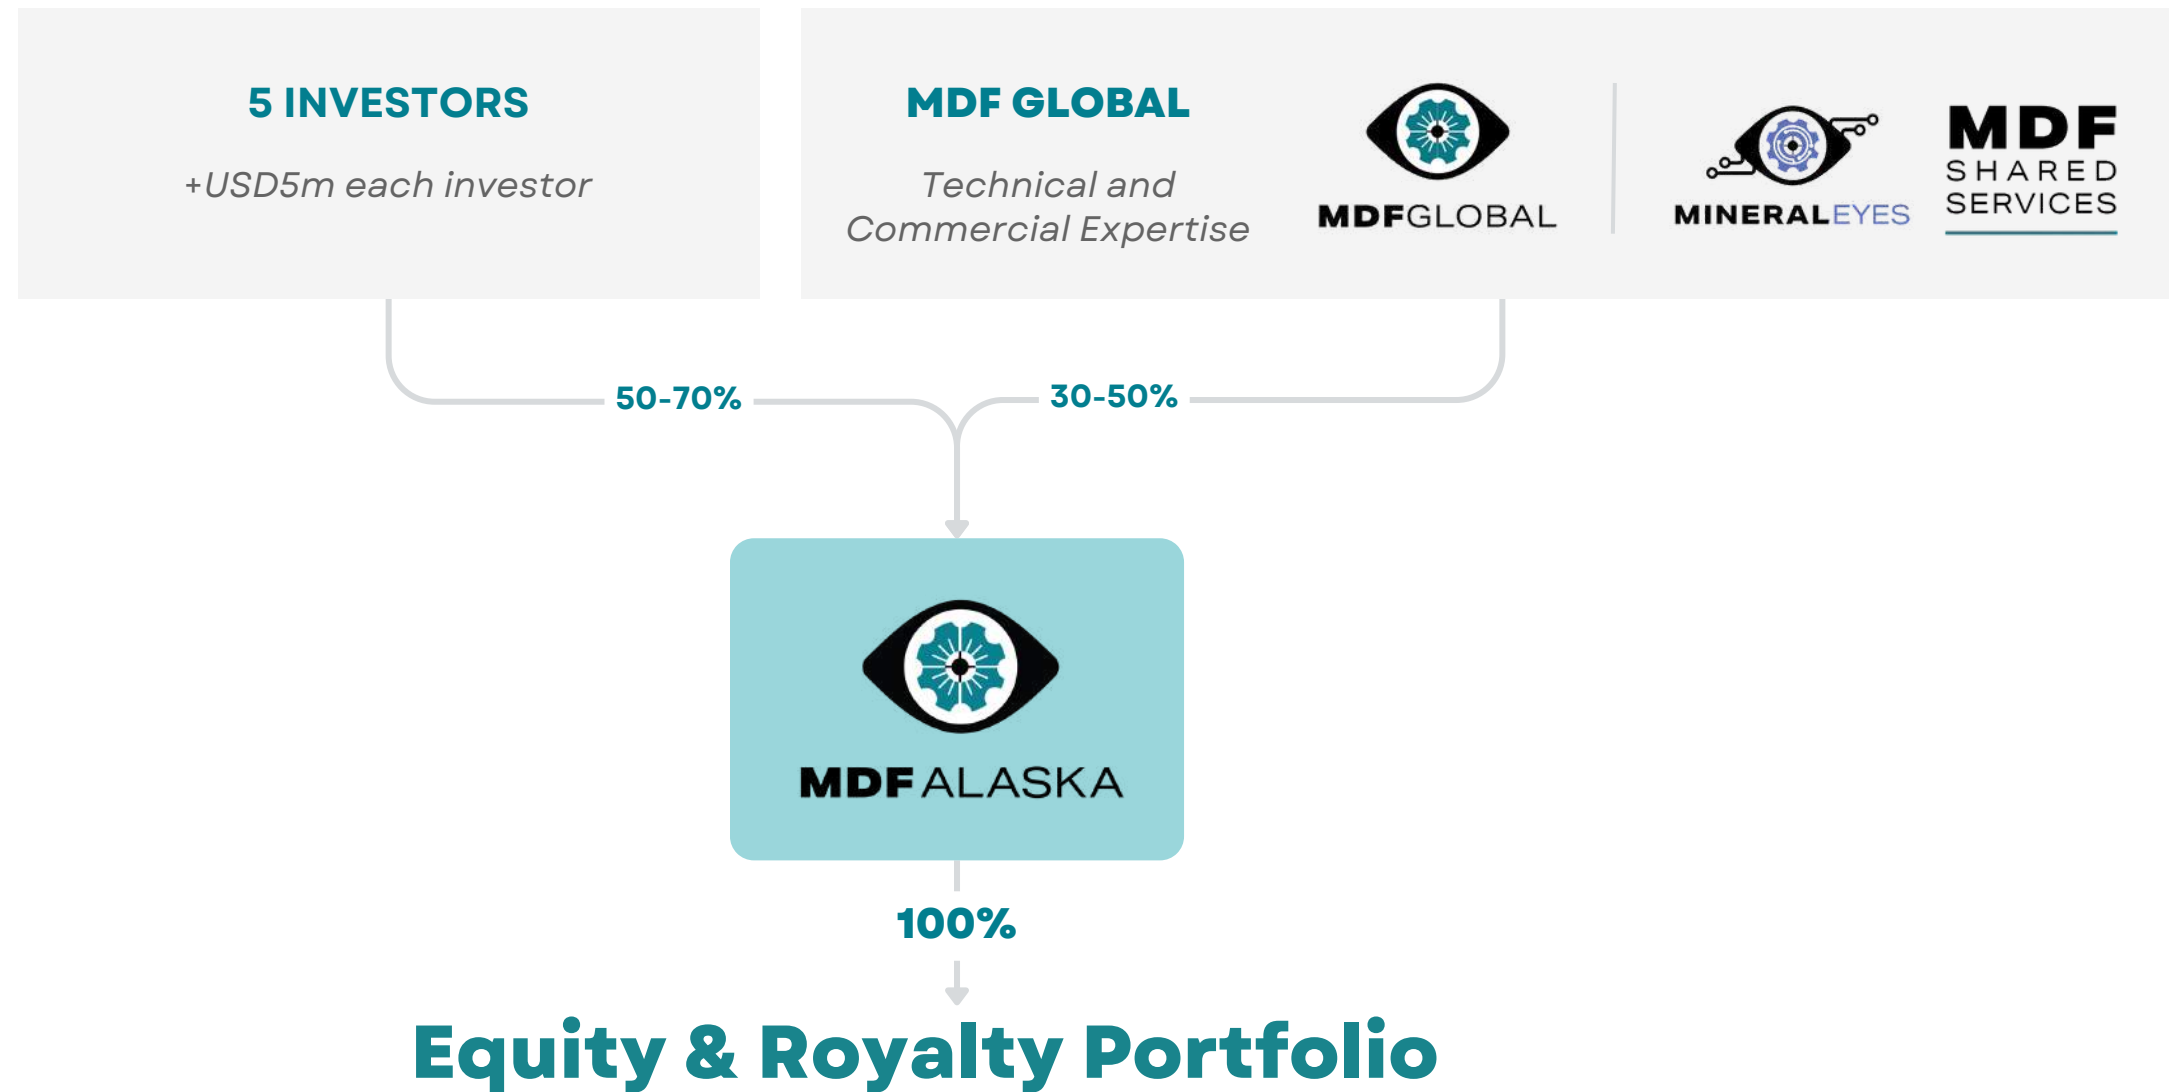 5 INVESTORS
+USD5m each investor
MDF GLOBAL
Technical and
Commercial Expertise
MDFGLOBAL
MINERALEYES
MDF
SHARED
SERVICES
50-70%
30-50%
MDFALASKA
100%
Equity & Royalty Portfolio